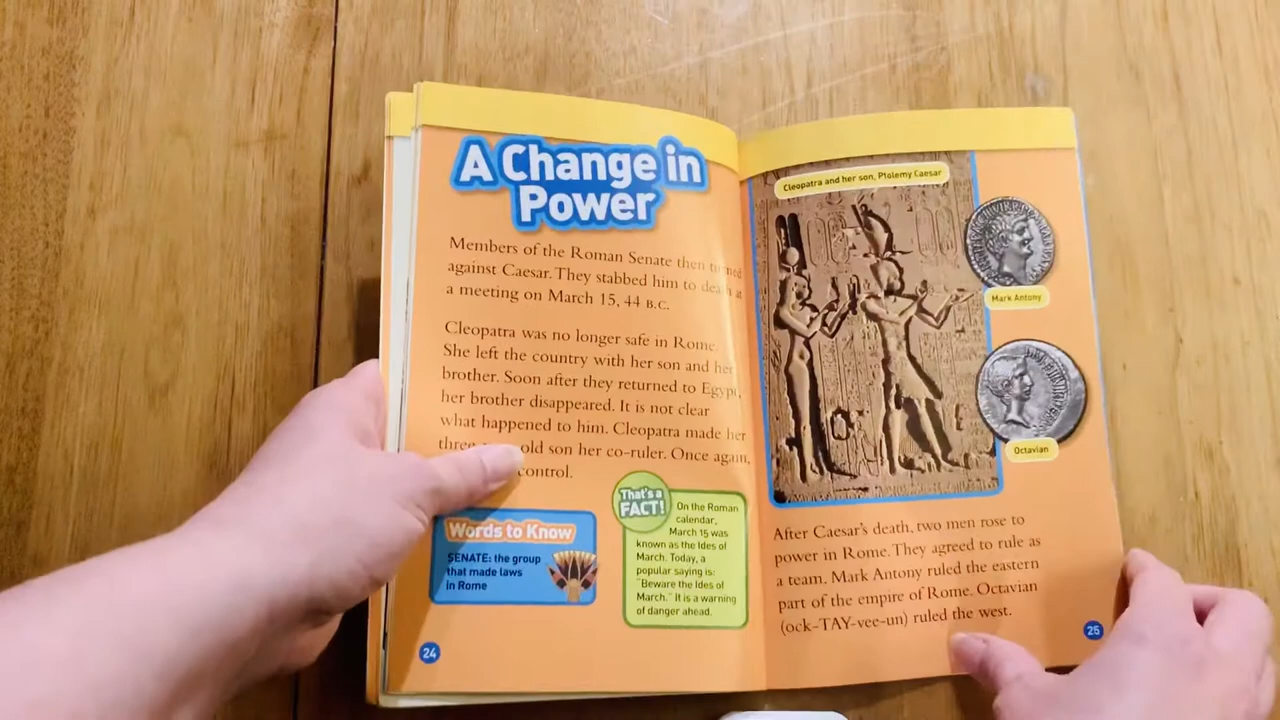 A Change in
Power
Members of the Roman Senate then turned
against Caesar. They stabbed him to death at
a meeting on March 15, 44 B.C.
Cleopatra was no longer safe in Rome.
She left the country with her son and her
brother. Soon after they returned to Egypt,
her brother disappeared. It is not clear
what happened to him. Cleopatra made her
old son her co-ruler. Once again,
control.
Words to Know
SENATE: the group
that made laws
in Rome
That's a
FACT!
On the Roman
calendar,
March 15 was
known as the Ides of
March. Today, a
popular saying is:
"Beware the Ides of
March." It is a warning
of danger ahead.
24
Cleopatra and her son, Ptolemy Caesar
Mark Antony
Octavian
After Caesar's death, two men rose to
power in Rome. They agreed to rule as
a team. Mark Antony ruled the eastern
part of the empire of Rome. Octavian
(ock-TAY-vee-un) ruled the west.
25